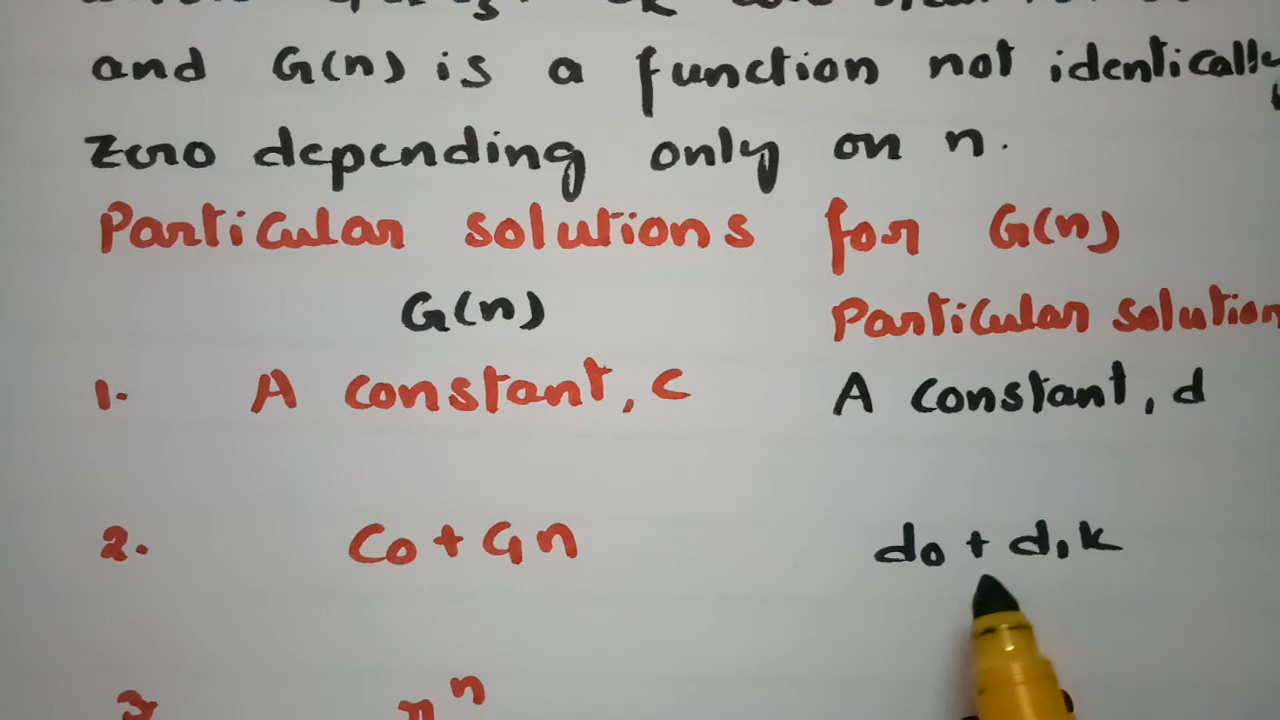 and G(n) is a function not identically
zero depending only on n.
Particular solutions for G(n)
G(n) Particular solution
1. A constant, c A constant, d
2. C0 + C1n d0 + d1k
3 r^n